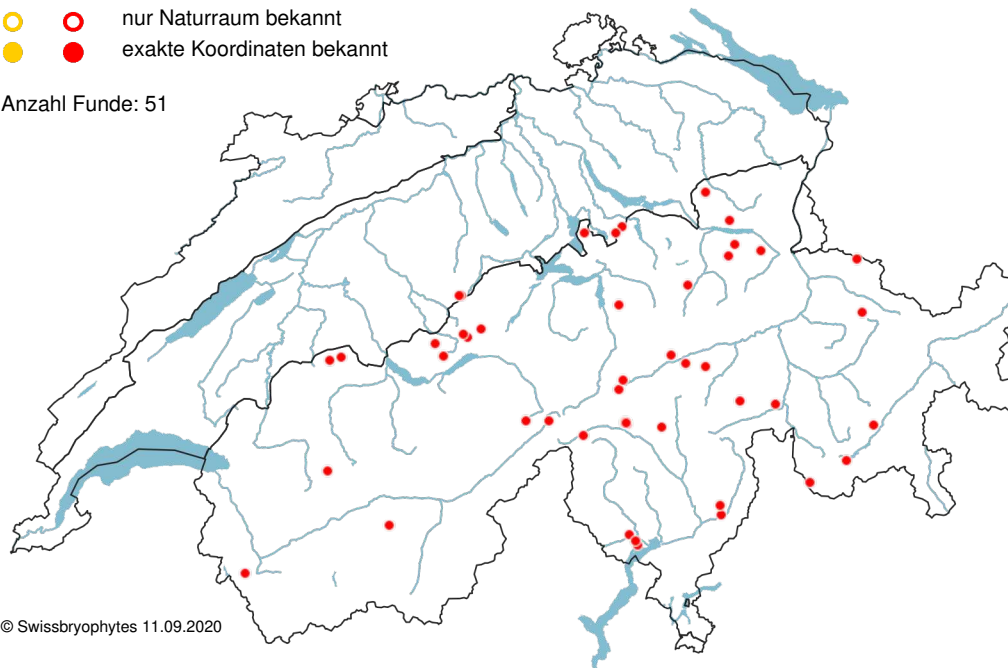 nur Naturraum bekannt
exakte Koordinaten bekannt
Anzahl Funde: 51
© Swissbryophytes 11.09.2020